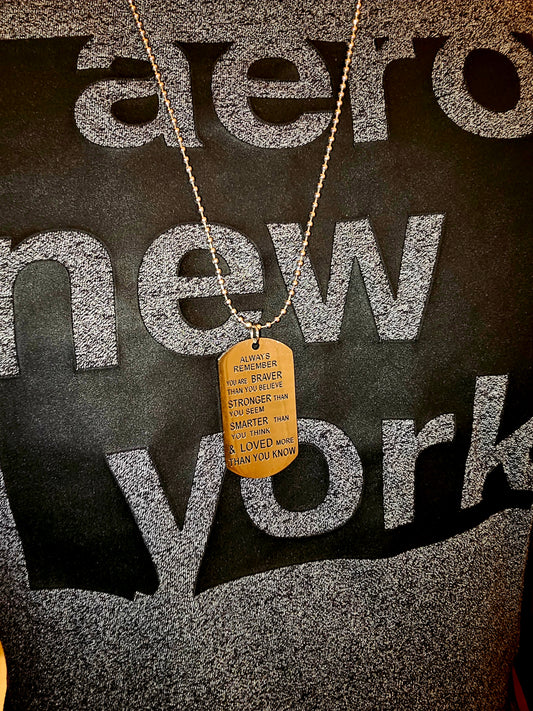 aero
new
york
ALWAYS
REMEMBER
YOU ARE BRAVER
THAN YOU BELIEVE
STRONGER THAN
YOU SEEM
SMARTER THAN
YOU THINK
& LOVED MORE
THAN YOU KNOW